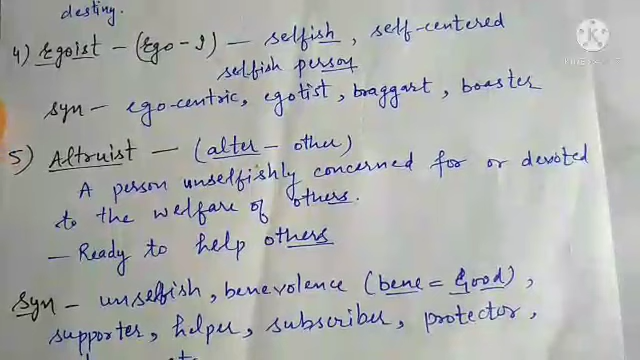 destiny.
4) Egoist - (Ego - I) - selfish, self-centered
selfish person
syn - ego-centric, egotist, braggart, boaster
5) Altruist - (alter - other)
A person unselfishly concerned for or devoted
to the welfare of others.
- Ready to help others
Syn - unselfish, benevolence (bene = Good),
supporter, helper, subscriber, protector,